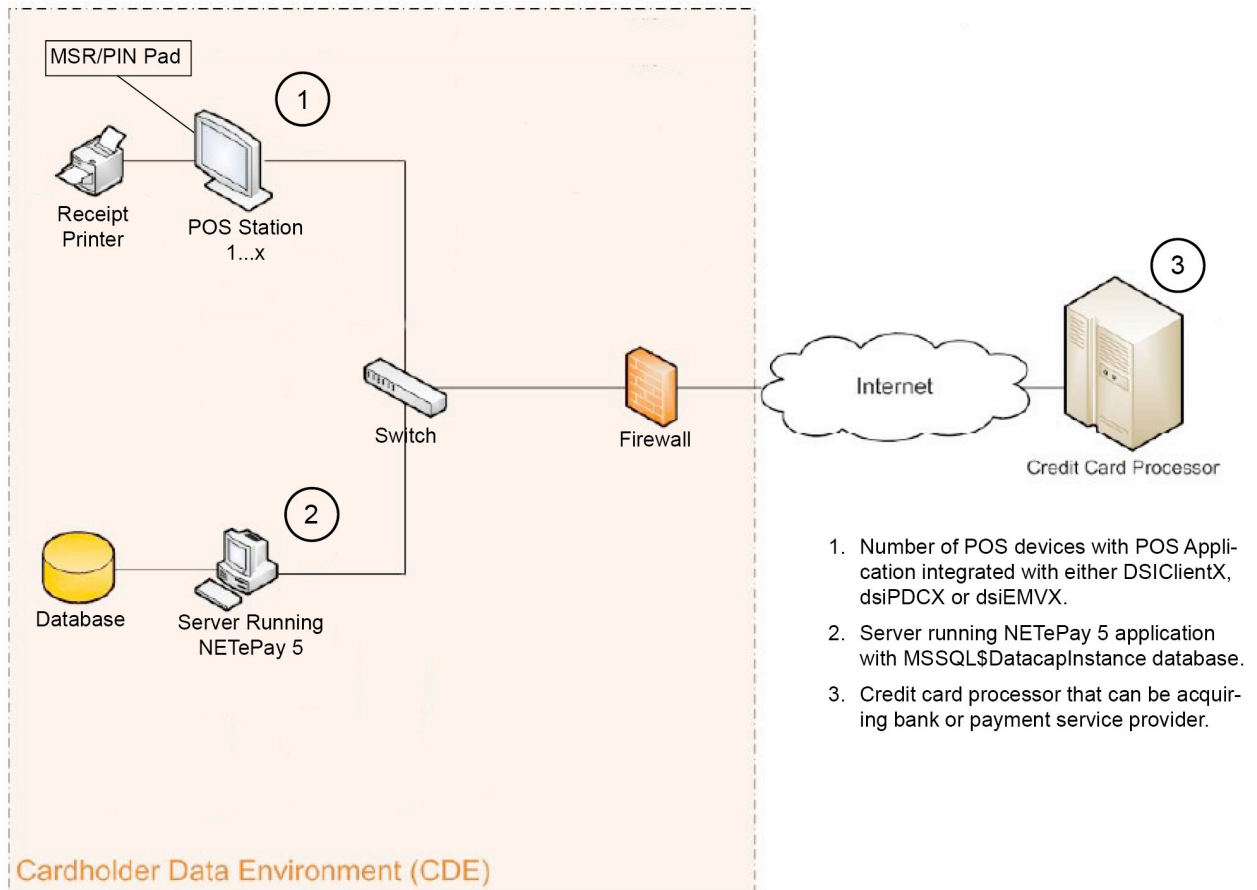 MSR/PIN Pad
1
Receipt
Printer
POS Station
1...x
3
Internet
Switch
Firewall
Credit Card Processor
2
Database
Server Running
NETePay 5
1. Number of POS devices with POS Appli-
cation integrated with either DSIClientX,
dsiPDCX or dsiEMVX.
2. Server running NETePay 5 application
with MSSQL$DatacapInstance database.
3. Credit card processor that can be acquir-
ing bank or payment service provider.
Cardholder Data Environment (CDE)